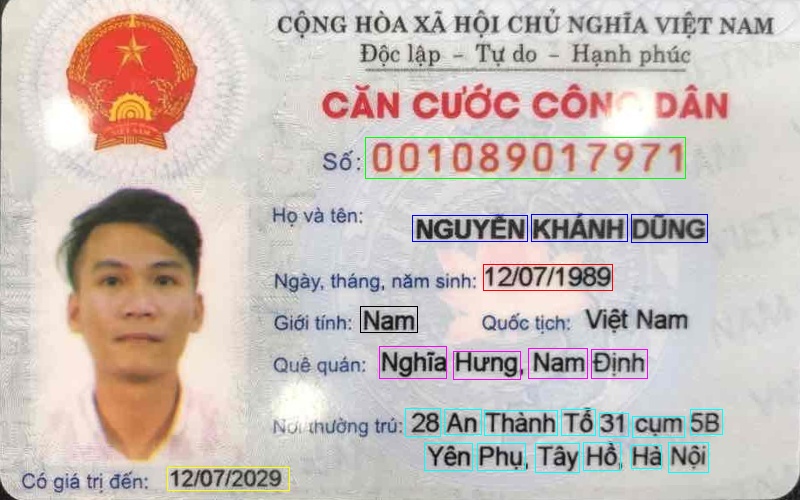 CỘNG HÒA XÃ HỘI CHỦ NGHĨA VIỆT NAM
Độc lập - Tự do - Hạnh phúc
CĂN CƯỚC CÔNG DÂN
Số: 001089017971
Họ và tên: NGUYỄN KHÁNH DŨNG
Ngày, tháng, năm sinh: 12/07/1989
Giới tính: Nam Quốc tịch: Việt Nam
Quê quán: Nghĩa Hưng, Nam Định
Nơi thường trú: 28 An Thành Tổ 31 cụm 5B
Yên Phụ, Tây Hồ, Hà Nội
Có giá trị đến: 12/07/2029